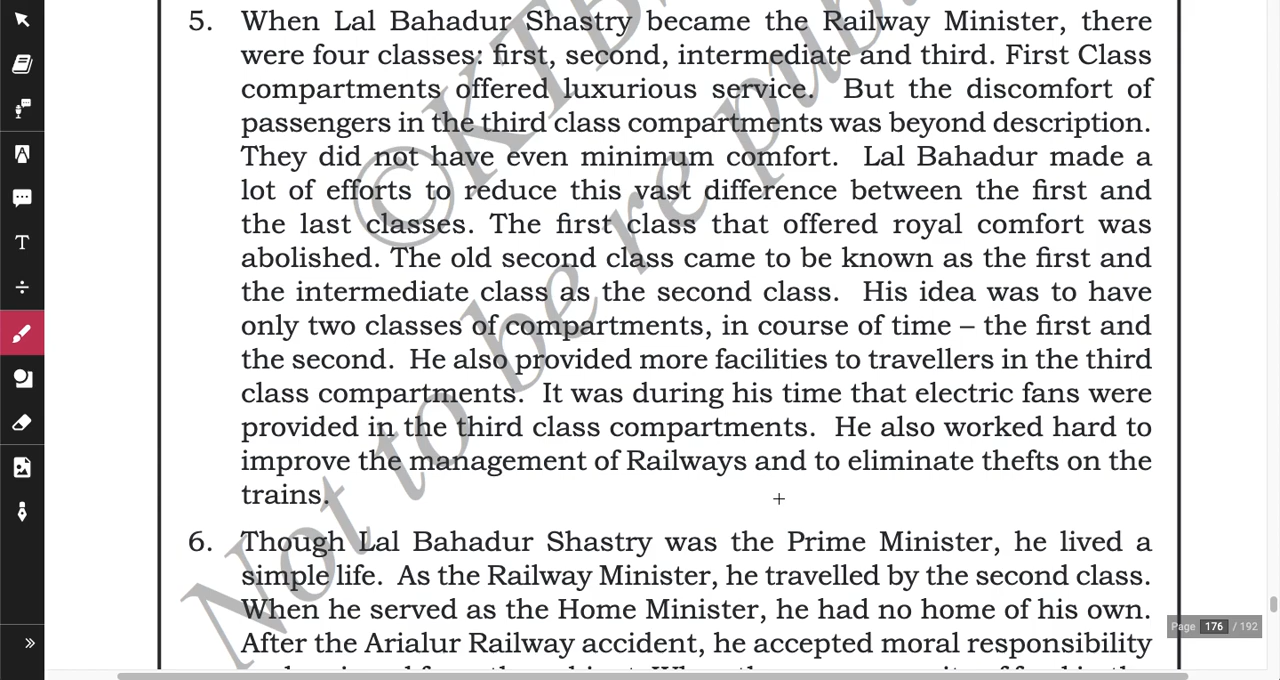 5. When Lal Bahadur Shastry became the Railway Minister, there
were four classes: first, second, intermediate and third. First Class
compartments offered luxurious service. But the discomfort of
passengers in the third class compartments was beyond description.
They did not have even minimum comfort. Lal Bahadur made a
lot of efforts to reduce this vast difference between the first and
the last classes. The first class that offered royal comfort was
abolished. The old second class came to be known as the first and
the intermediate class as the second class. His idea was to have
only two classes of compartments, in course of time – the first and
the second. He also provided more facilities to travellers in the third
class compartments. It was during his time that electric fans were
provided in the third class compartments. He also worked hard to
improve the management of Railways and to eliminate thefts on the
trains.
6. Though Lal Bahadur Shastry was the Prime Minister, he lived a
simple life. As the Railway Minister, he travelled by the second class.
When he served as the Home Minister, he had no home of his own.
Page 176 / 192
After the Arialur Railway accident, he accepted moral responsibility
©KTB
Not to be re pub